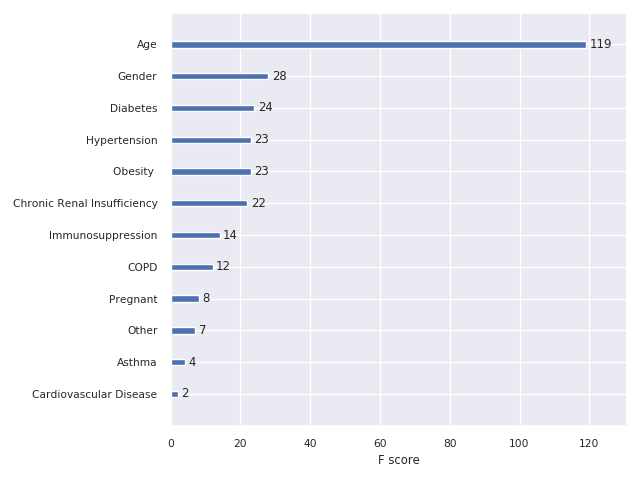 Age 119
Gender 28
Diabetes 24
Hypertension 23
Obesity 23
Chronic Renal Insufficiency 22
Immunosuppression 14
COPD 12
Pregnant 8
Other 7
Asthma 4
Cardiovascular Disease 2
0 20 40 60 80 100 120
F score